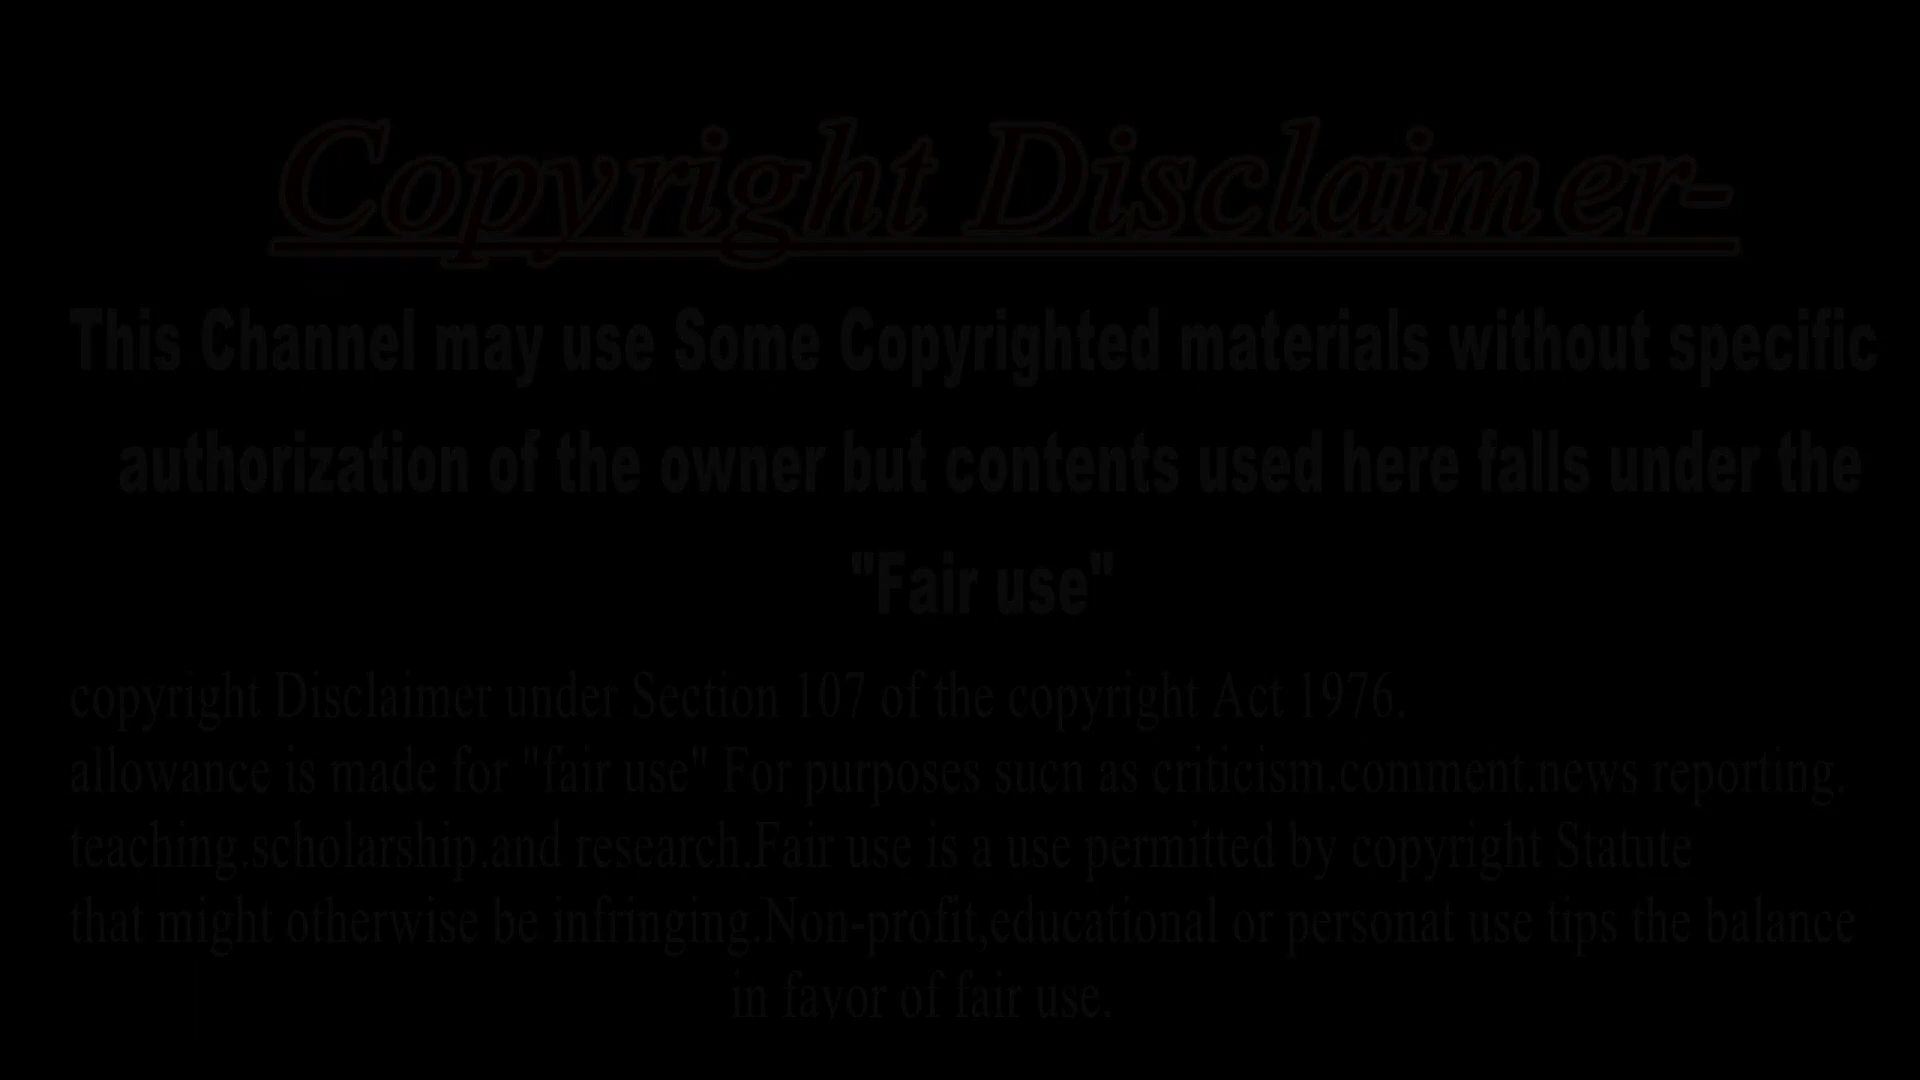 Copyright Disclaimer-
This Channel may use Some Copyrighted materials without specific
authorization of the owner but contents used here falls under the
"Fair use"
copyright Disclaimer under Section 107 of the copyright Act 1976.
allowance is made for "fair use" For purposes sucn as criticism.comment.news reporting.
teaching.scholarship.and research.Fair use is a use permitted by copyright Statute
that might otherwise be infringing.Non-profit,educational or personat use tips the balance
in favor of fair use.